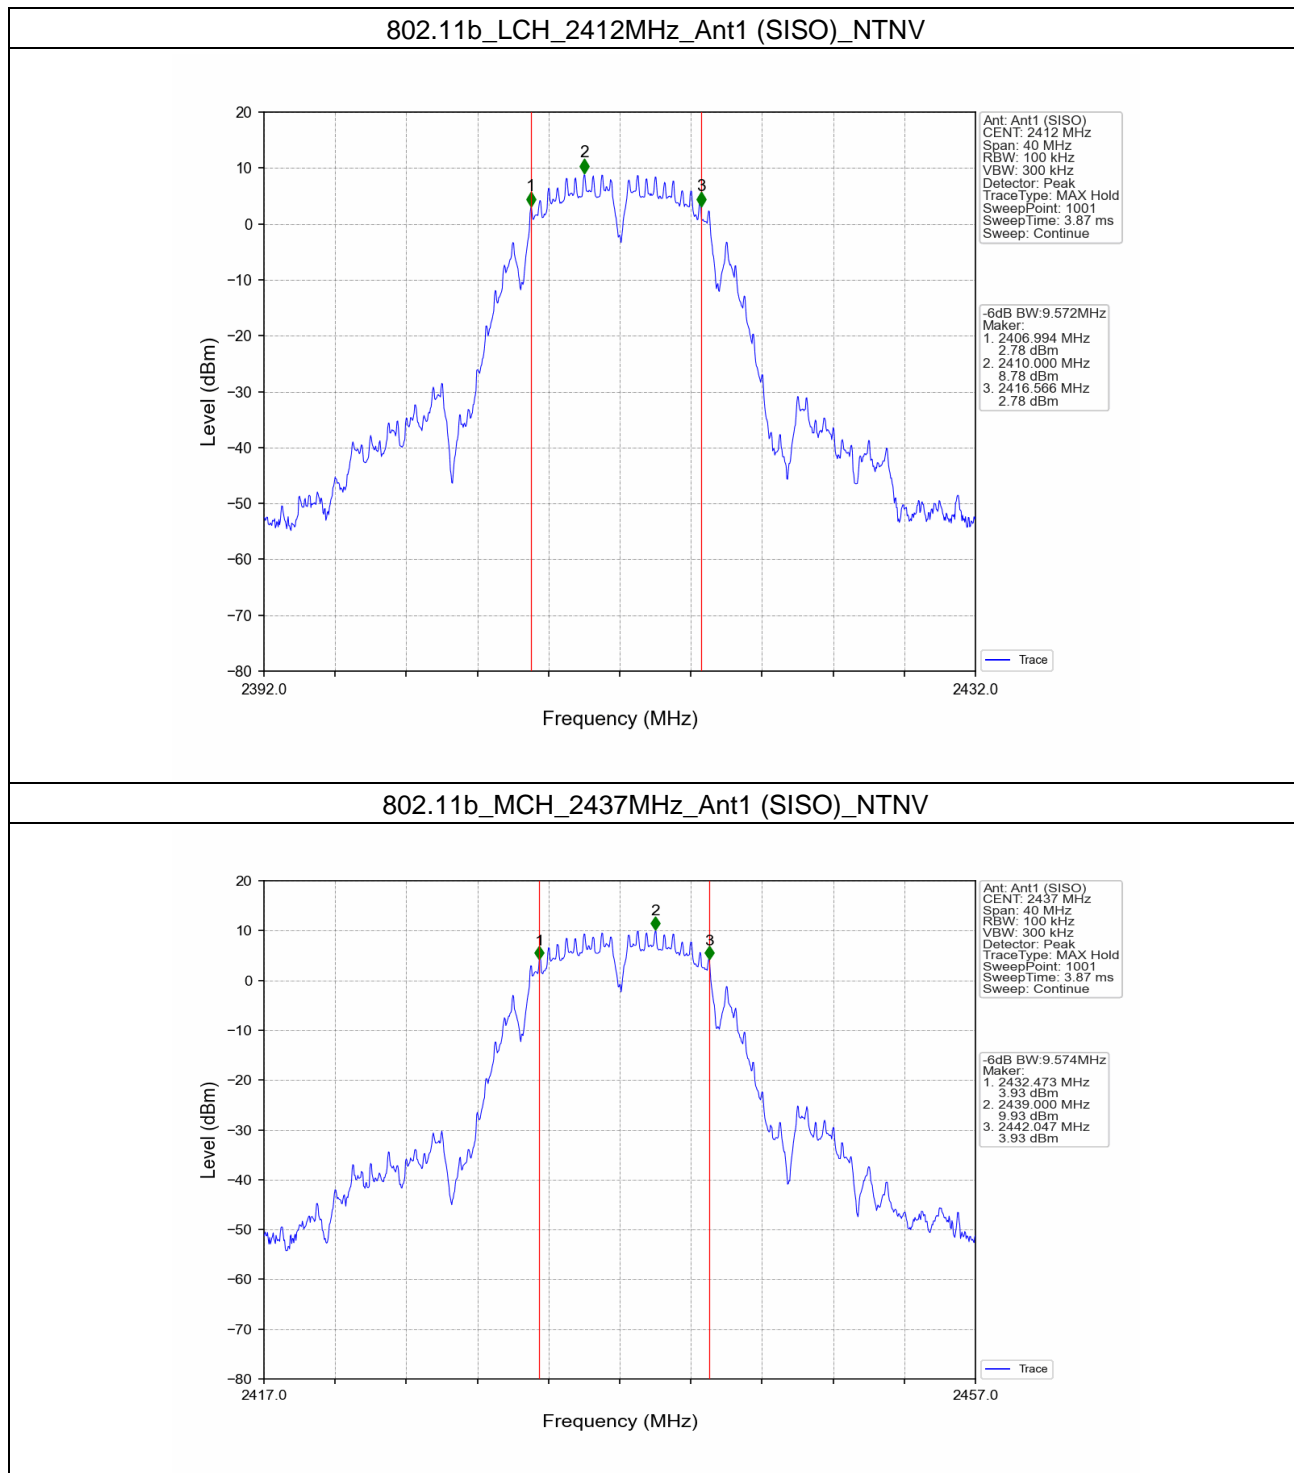 802.11b_LCH_2412MHz_Ant1 (SISO)_NTNV
20
10
0
−10
−20
−30
−40
−50
−60
−70
−80
Level (dBm)
1
2
3
2392.0
2432.0
Frequency (MHz)
Ant: Ant1 (SISO)
CENT: 2412 MHz
Span: 40 MHz
RBW: 100 kHz
VBW: 300 kHz
Detector: Peak
TraceType: MAX Hold
SweepPoint: 1001
SweepTime: 3.87 ms
Sweep: Continue
-6dB BW:9.572MHz
Maker:
1. 2406.994 MHz
2.78 dBm
2. 2410.000 MHz
8.78 dBm
3. 2416.566 MHz
2.78 dBm
Trace
802.11b_MCH_2437MHz_Ant1 (SISO)_NTNV
20
10
0
−10
−20
−30
−40
−50
−60
−70
−80
Level (dBm)
1
2
3
2417.0
2457.0
Frequency (MHz)
Ant: Ant1 (SISO)
CENT: 2437 MHz
Span: 40 MHz
RBW: 100 kHz
VBW: 300 kHz
Detector: Peak
TraceType: MAX Hold
SweepPoint: 1001
SweepTime: 3.87 ms
Sweep: Continue
-6dB BW:9.574MHz
Maker:
1. 2432.473 MHz
3.93 dBm
2. 2439.000 MHz
9.93 dBm
3. 2442.047 MHz
3.93 dBm
Trace